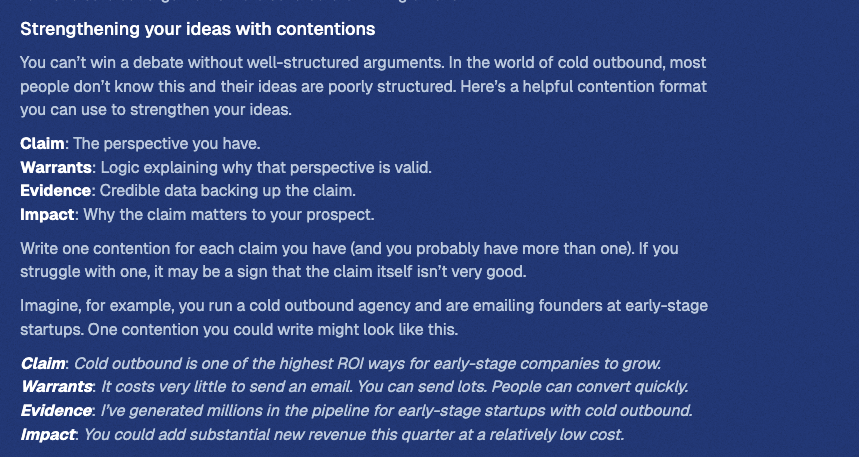 Strengthening your ideas with contentions
You can’t win a debate without well-structured arguments. In the world of cold outbound, most
people don’t know this and their ideas are poorly structured. Here’s a helpful contention format
you can use to strengthen your ideas.
Claim: The perspective you have.
Warrants: Logic explaining why that perspective is valid.
Evidence: Credible data backing up the claim.
Impact: Why the claim matters to your prospect.
Write one contention for each claim you have (and you probably have more than one). If you
struggle with one, it may be a sign that the claim itself isn’t very good.
Imagine, for example, you run a cold outbound agency and are emailing founders at early-stage
startups. One contention you could write might look like this.
Claim: Cold outbound is one of the highest ROI ways for early-stage companies to grow.
Warrants: It costs very little to send an email. You can send lots. People can convert quickly.
Evidence: I’ve generated millions in the pipeline for early-stage startups with cold outbound.
Impact: You could add substantial new revenue this quarter at a relatively low cost.